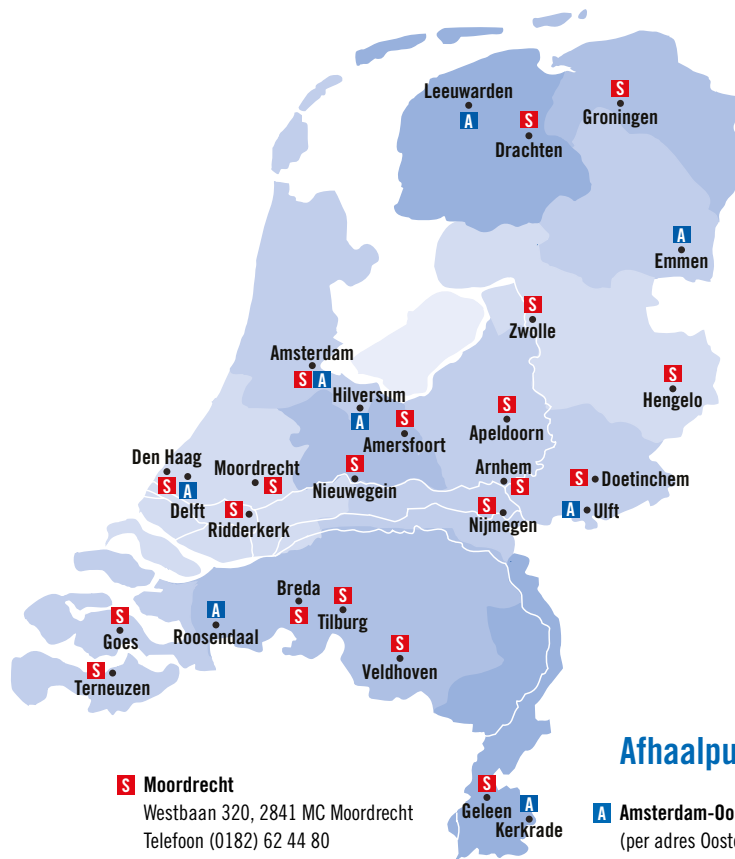 Leeuwarden
A
S
Drachten
S
Groningen
A
Emmen
S
Zwolle
Amsterdam
S A
Hilversum
A
S
Amersfoort
S
Apeldoorn
S
Hengelo
Den Haag
S
A
Delft
Moordrecht
S
S
Ridderkerk
S
Nieuwegein
Arnhem
S
S
Nijmegen
S Doetinchem
A Ulft
S
Goes
S
Terneuzen
A
Roosendaal
Breda
S
S
Tilburg
S
Veldhoven
S
Geleen
A
Kerkrade
S Moordrecht
Westbaan 320, 2841 MC Moordrecht
Telefoon (0182) 62 44 80
Afhaalpu
A Amsterdam-Oo
(per adres Ooste